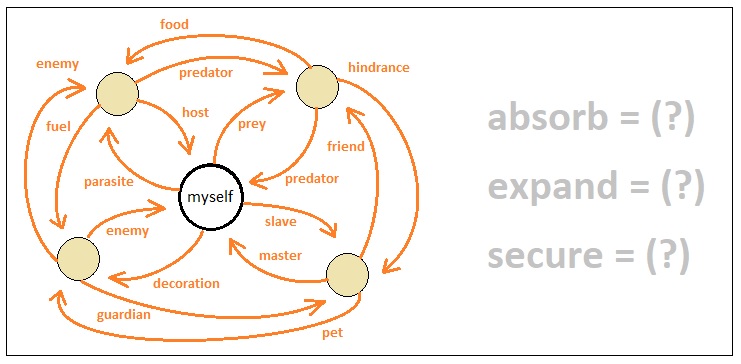 food
enemy
predator
hindrance
host
prey
fuel
friend
parasite
predator
myself
enemy
slave
master
decoration
guardian
pet
absorb = (?)
expand = (?)
secure = (?)